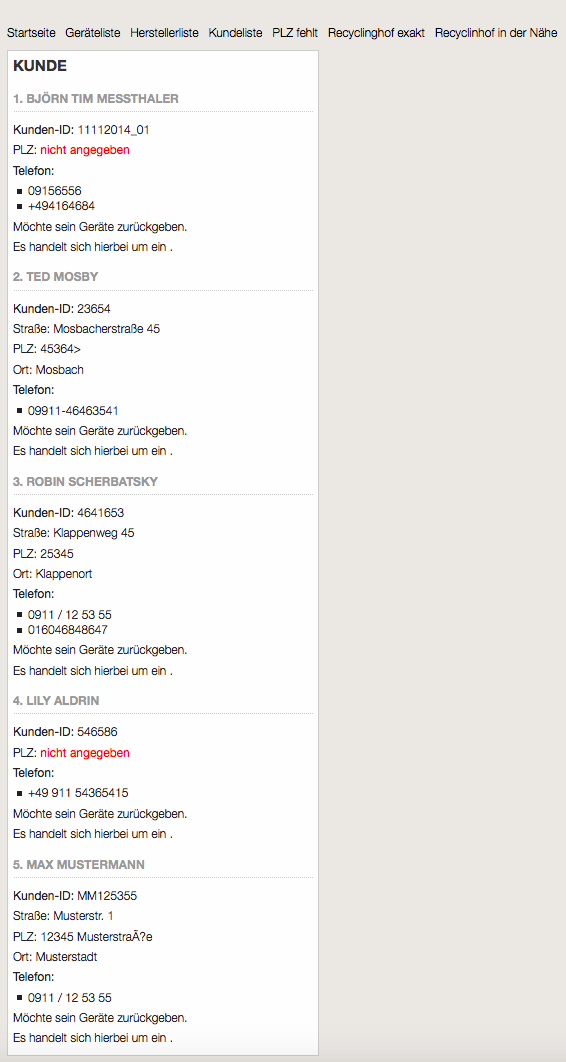 Startseite Geräteliste Herstellerliste Kundeliste PLZ fehlt Recyclinghof exakt Recyclinhof in der Nähe
KUNDE
1. BJÖRN TIM MESSTHALER
Kunden-ID: 11112014_01
PLZ: nicht angegeben
Telefon:
09156556
+494164684
Möchte sein Geräte zurückgeben.
Es handelt sich hierbei um ein .
2. TED MOSBY
Kunden-ID: 23654
Straße: Mosbacherstraße 45
PLZ: 45364>
Ort: Mosbach
Telefon:
09911-46463541
Möchte sein Geräte zurückgeben.
Es handelt sich hierbei um ein .
3. ROBIN SCHERBATSKY
Kunden-ID: 4641653
Straße: Klappenweg 45
PLZ: 25345
Ort: Klappenort
Telefon:
0911 / 12 53 55
016046848647
Möchte sein Geräte zurückgeben.
Es handelt sich hierbei um ein .
4. LILY ALDRIN
Kunden-ID: 546586
PLZ: nicht angegeben
Telefon:
+49 911 54365415
Möchte sein Geräte zurückgeben.
Es handelt sich hierbei um ein .
5. MAX MUSTERMANN
Kunden-ID: MM125355
Straße: Musterstr. 1
PLZ: 12345 MusterstraÃ?e
Ort: Musterstadt
Telefon:
0911 / 12 53 55
Möchte sein Geräte zurückgeben.
Es handelt sich hierbei um ein .